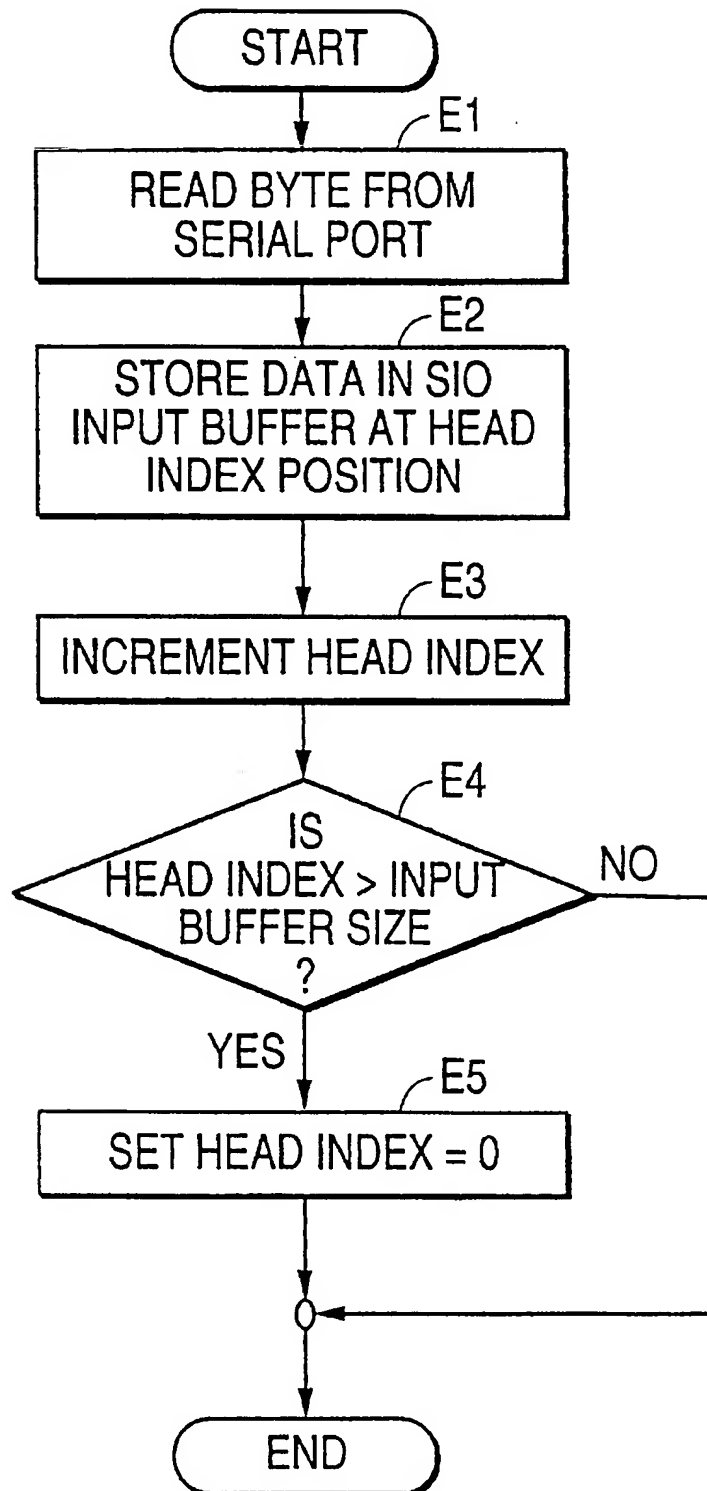 START
E1
READ BYTE FROM
SERIAL PORT
E2
STORE DATA IN SIO
INPUT BUFFER AT HEAD
INDEX POSITION
E3
INCREMENT HEAD INDEX
E4
IS
HEAD INDEX > INPUT
BUFFER SIZE
?
NO
YES
E5
SET HEAD INDEX = 0
END